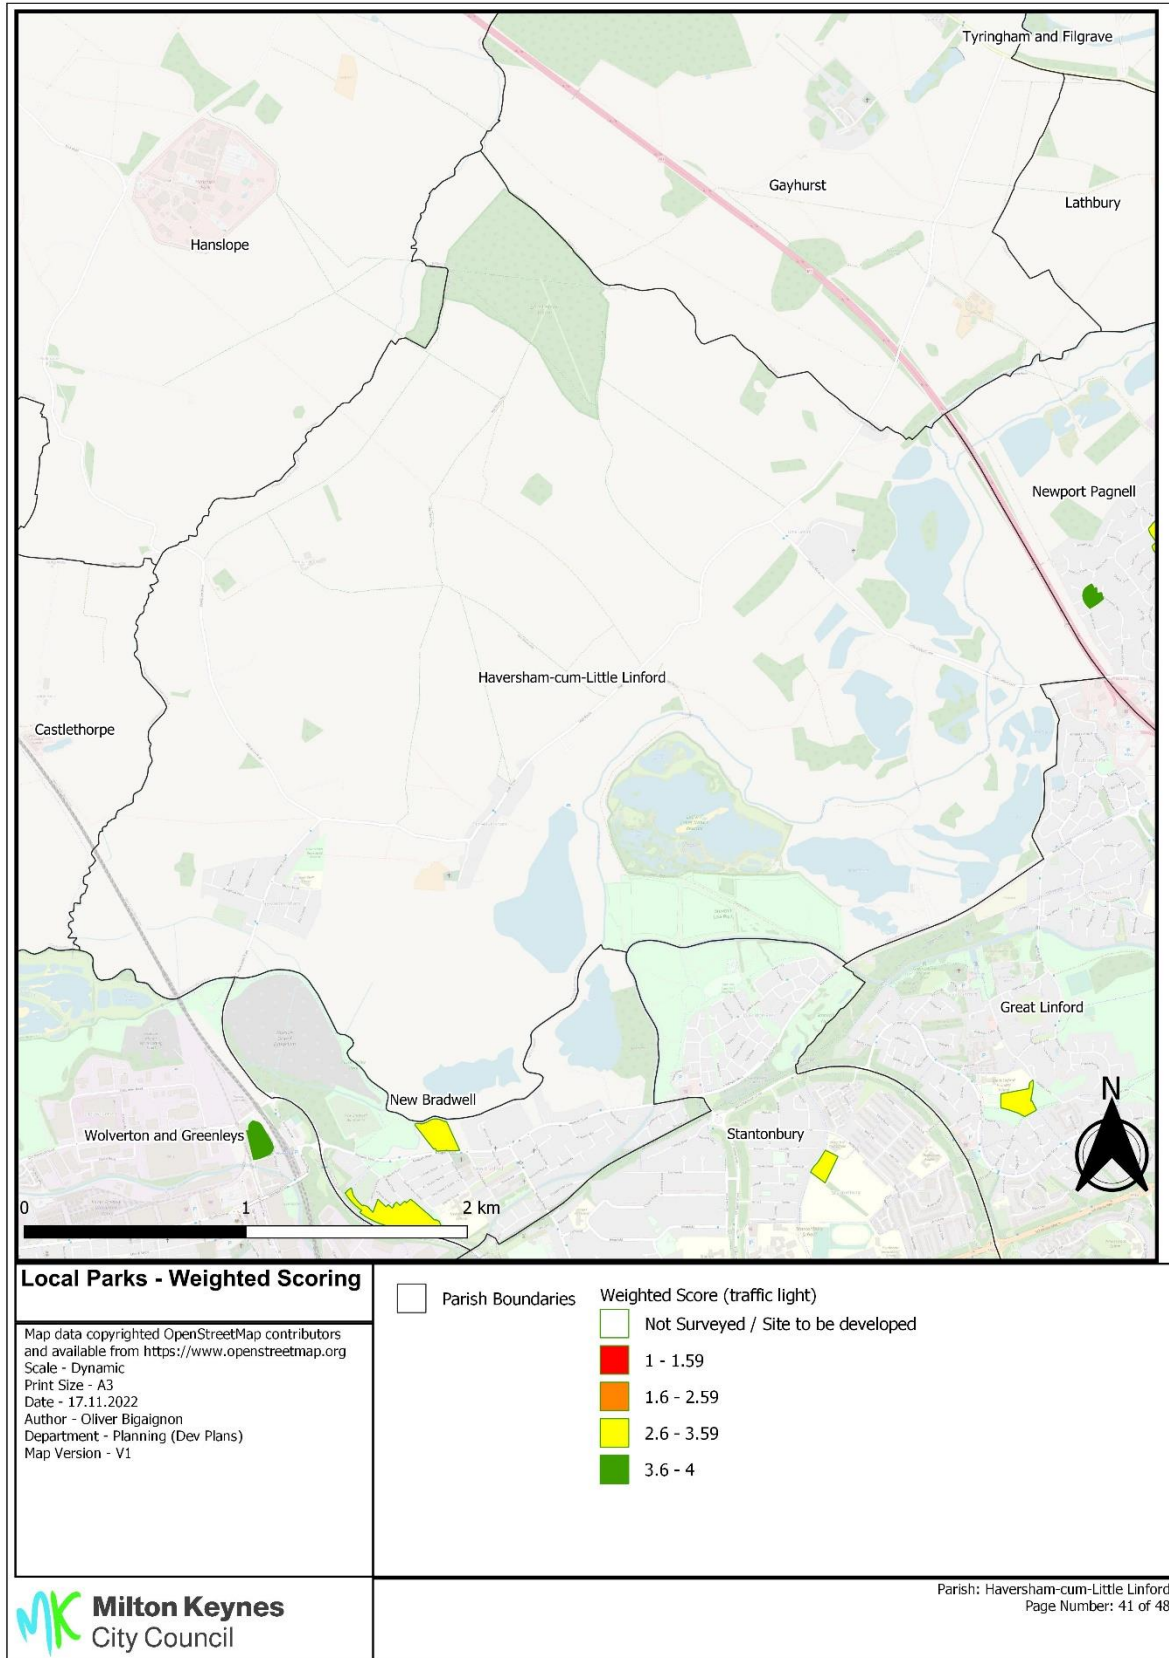 Tyringham and Filgrave
Gayhurst
Lathbury
Hanslope
Newport Pagnell
Haversham-cum-Little Linford
Castlethorpe
Great Linford
New Bradwell
Wolverton and Greenleys
Stantonbury
N
0 1 2 km
Local Parks - Weighted Scoring
Map data copyrighted OpenStreetMap contributors
and available from https://www.openstreetmap.org
Scale - Dynamic
Print Size - A3
Date - 17.11.2022
Author - Oliver Bigaignon
Department - Planning (Dev Plans)
Map Version - V1
Parish Boundaries
Weighted Score (traffic light)
Not Surveyed / Site to be developed
1 - 1.59
1.6 - 2.59
2.6 - 3.59
3.6 - 4
MK Milton Keynes
City Council
Parish: Haversham-cum-Little Linford
Page Number: 41 of 48